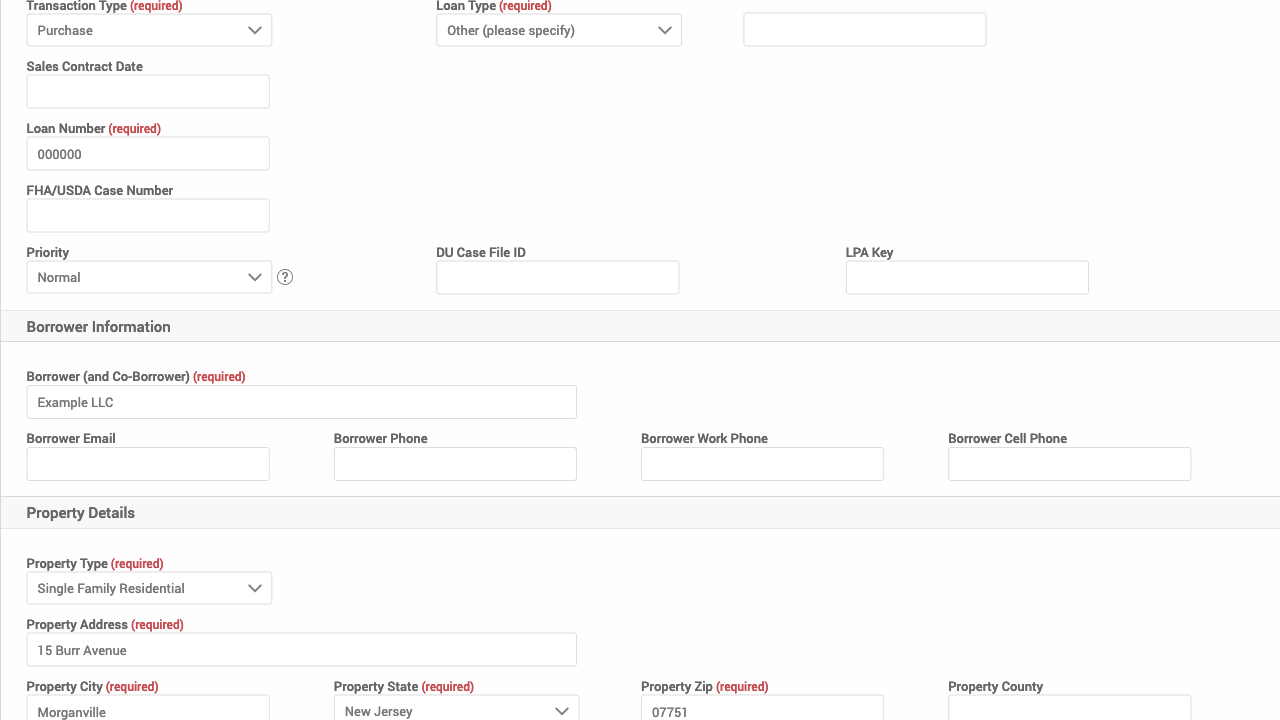 Transaction Type (required) Loan Type (required)
Purchase Other (please specify)
Sales Contract Date
Loan Number (required)
000000
FHA/USDA Case Number
Priority DU Case File ID LPA Key
Normal ?
Borrower Information
Borrower (and Co-Borrower) (required)
Example LLC
Borrower Email Borrower Phone Borrower Work Phone Borrower Cell Phone
Property Details
Property Type (required)
Single Family Residential
Property Address (required)
15 Burr Avenue
Property City (required) Property State (required) Property Zip (required) Property County
Morganville New Jersey 07751